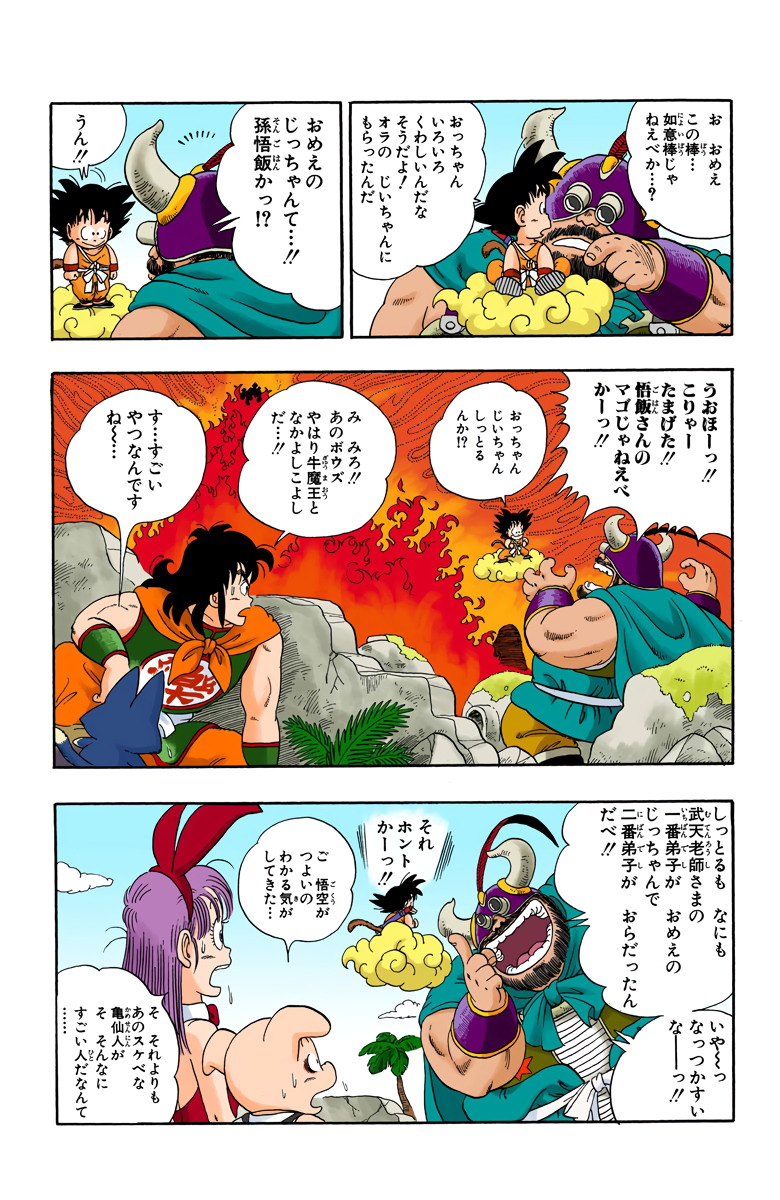 お　おめえ
この棒…
如意棒じゃ
ねえべか…？
おっちゃん
いろいろ
くわしいんだな
そうだよ！
オラの　じいちゃんに
もらったんだ
おめえの
じっちゃんて…!!
孫悟飯かっ!?
うん!!
うおほーっ!!
こりゃー
たまげた!!
悟飯さんの
マゴじゃねえべ
かーっ!!
おっちゃん
じいちゃん
しっとる
んか!?
み　みろ!!
あのボウズ
やはり牛魔王と
なかよしこよし
だ…!!
す……すごい
やつなんです
ね〜〜…
しっとるも　なにも
武天老師さまの
一番弟子が　おめえの
じっちゃんで
二番弟子が　おらだったん
だべ!!
いや〜っ
なっつかすい
な──っ!!
それ
ホント
かーっ!!
ご　悟空が
つよいの
わかる気が
してきた…
そ　それよりも
あのスケベな
亀仙人が
そ　そんなに
すごい人だなんて
……